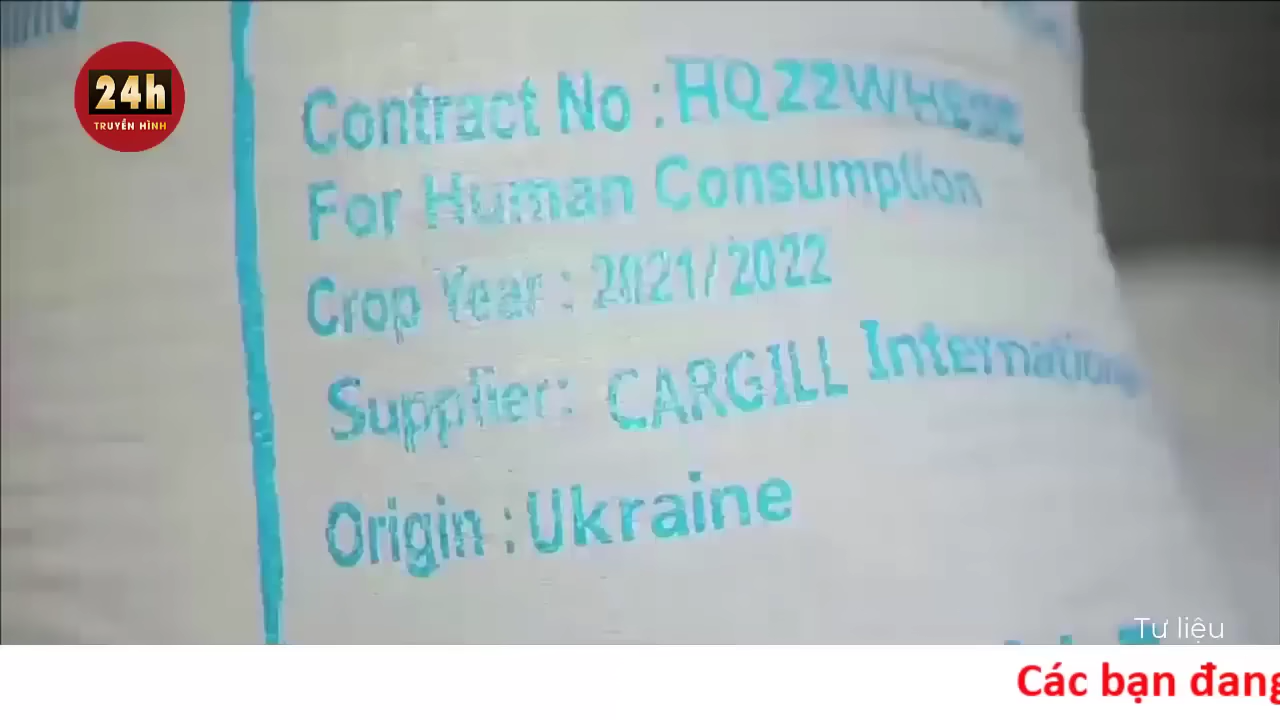 24h
TRUYỀN HÌNH
Contract No :
For Human Consumption
Crop Year : 2021/2022
Supplier: CARGILL International
Origin : Ukraine
Tư liệu
Các bạn đang